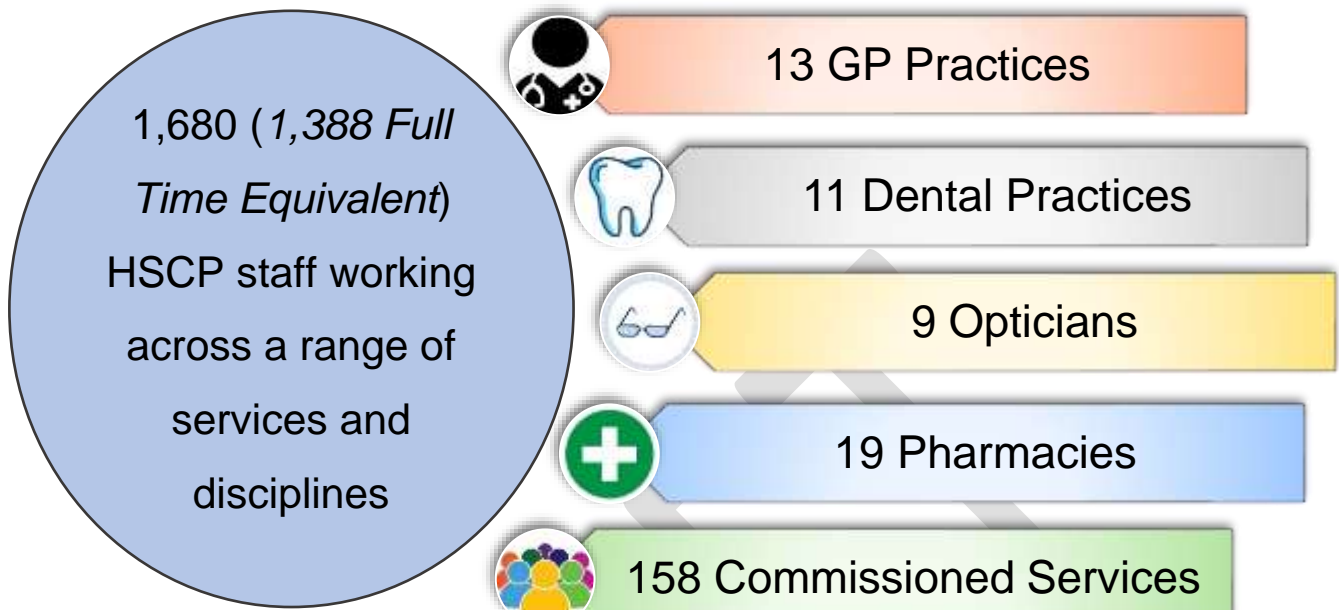 1,680 (1,388 Full
Time Equivalent)
HSCP staff working
across a range of
services and
disciplines
13 GP Practices
11 Dental Practices
9 Opticians
19 Pharmacies
158 Commissioned Services